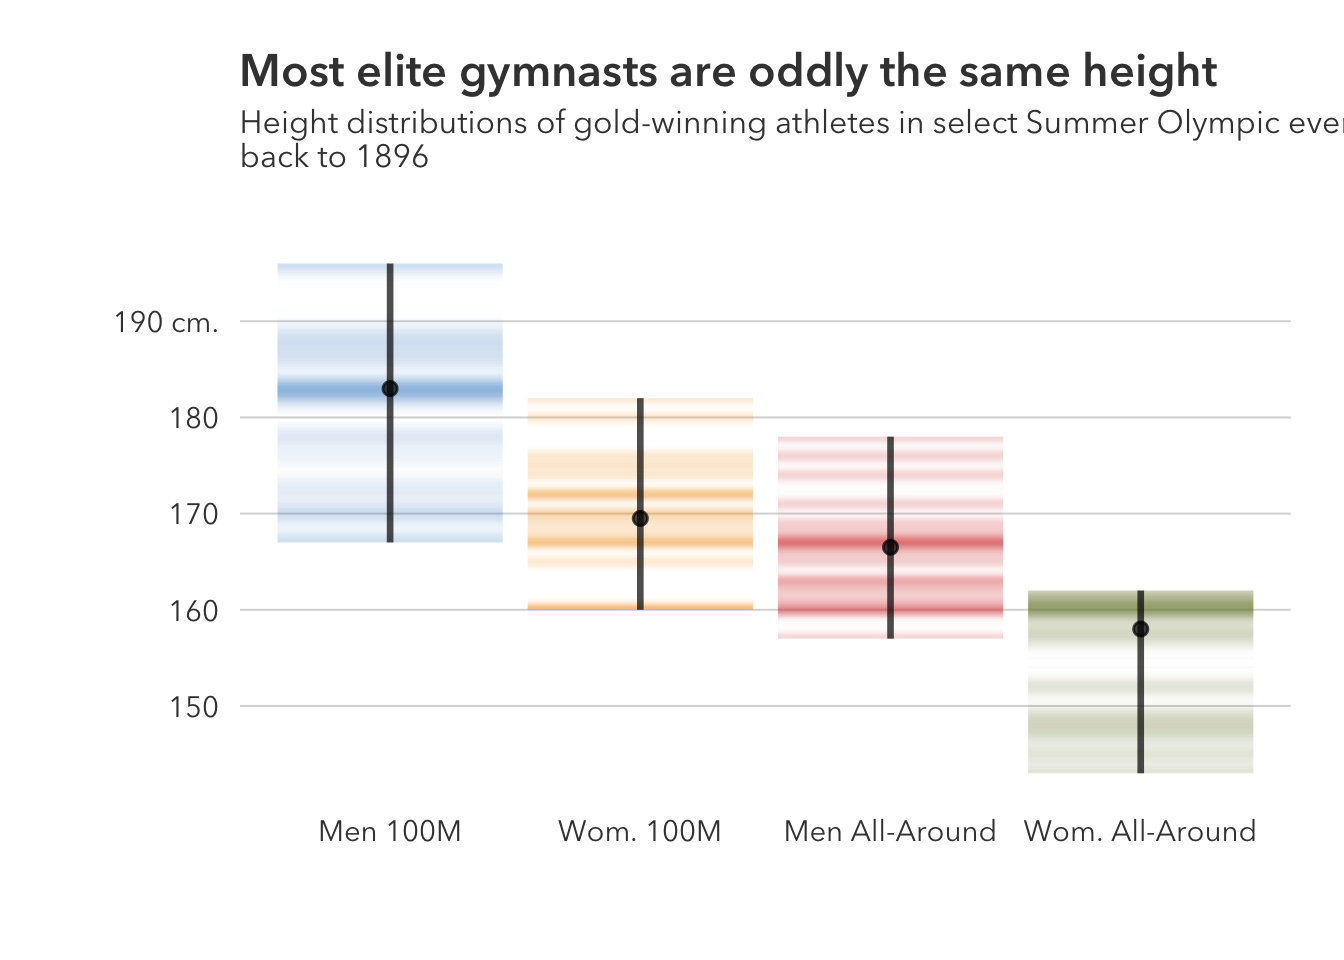 Most elite gymnasts are oddly the same height
Height distributions of gold-winning athletes in select Summer Olympic
back to 1896
190 cm.
180
170
160
150
Men 100M
Wom. 100M
Men All-Around
Wom. All-Around